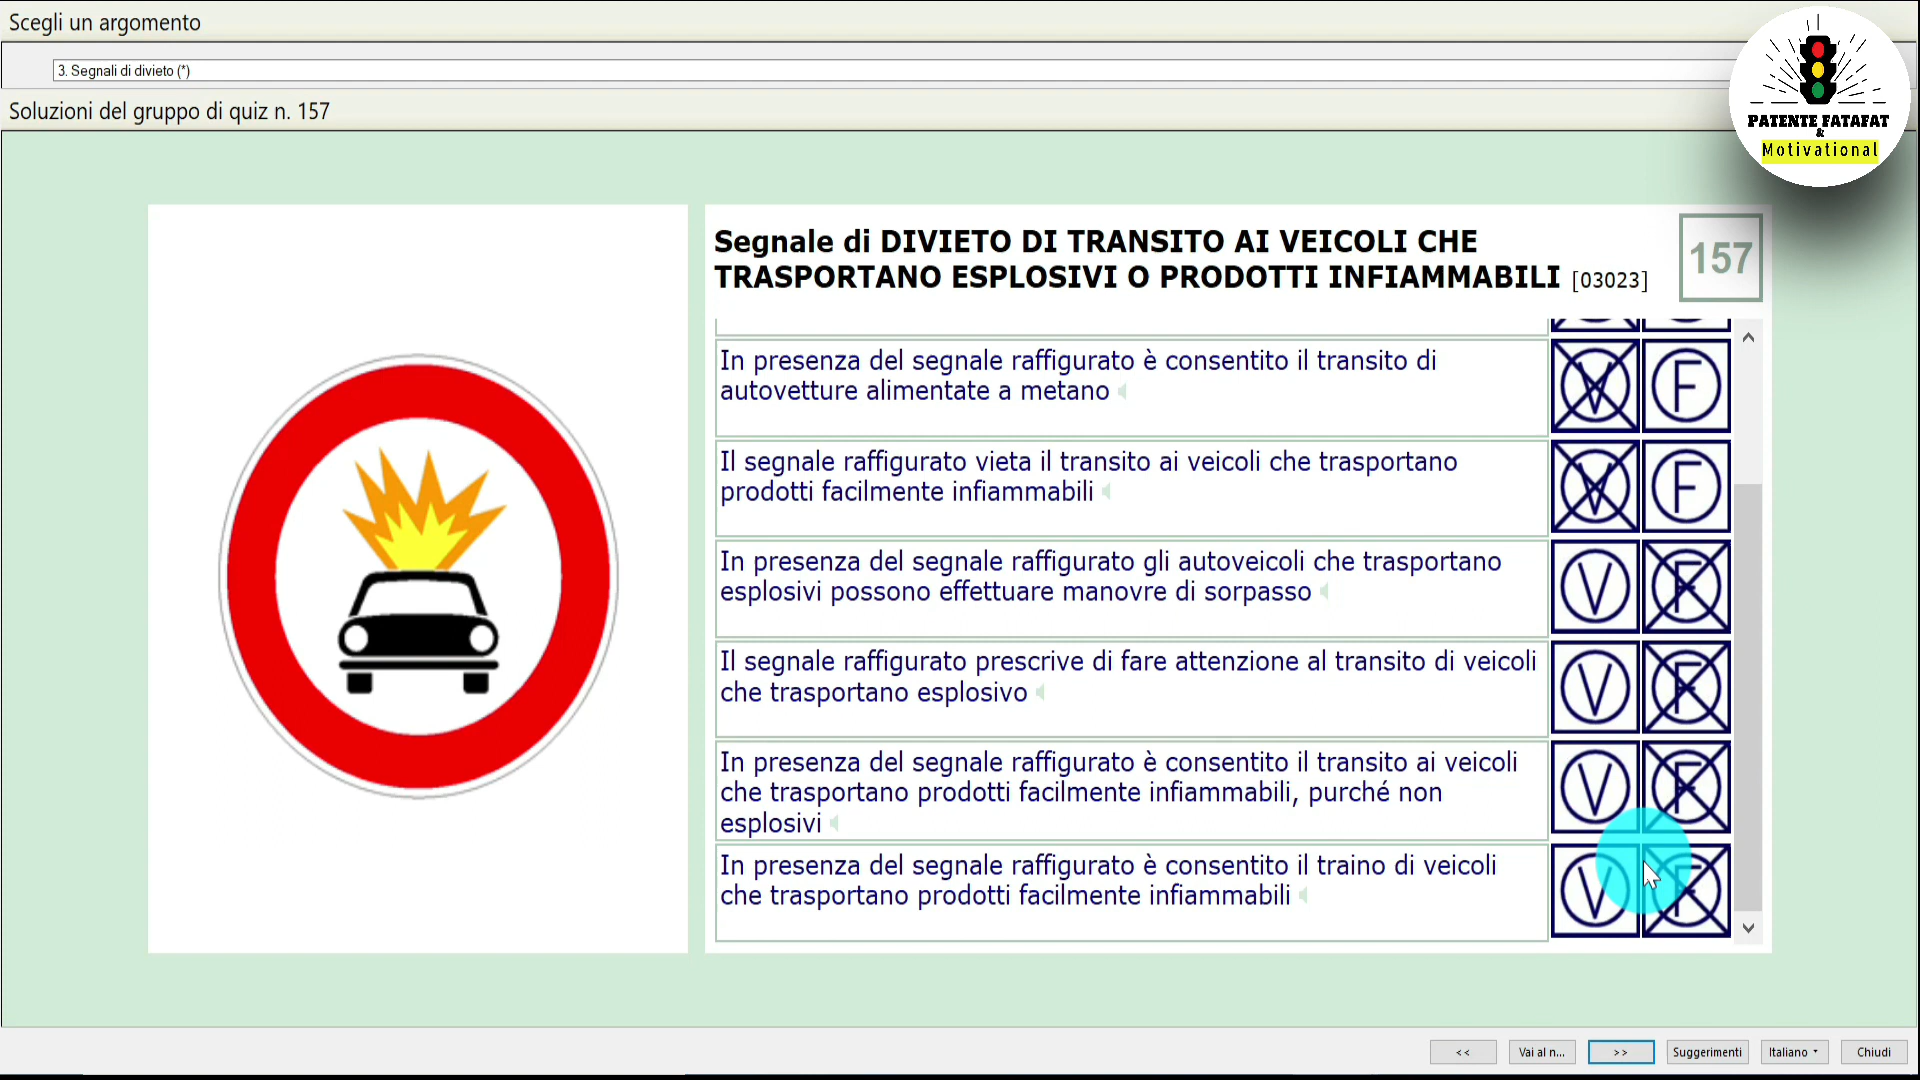 Scegli un argomento
3. Segnali di divieto (*)
Soluzioni del gruppo di quiz n. 157
PATENTE FATAFAT
&
Motivational
Segnale di DIVIETO DI TRANSITO AI VEICOLI CHE
TRASPORTANO ESPLOSIVI O PRODOTTI INFIAMMABILI [03023]
157
In presenza del segnale raffigurato è consentito il transito di
autovetture alimentate a metano
V F
Il segnale raffigurato vieta il transito ai veicoli che trasportano
prodotti facilmente infiammabili
V F
In presenza del segnale raffigurato gli autoveicoli che trasportano
esplosivi possono effettuare manovre di sorpasso
V F
Il segnale raffigurato prescrive di fare attenzione al transito di veicoli
che trasportano esplosivo
V F
In presenza del segnale raffigurato è consentito il transito ai veicoli
che trasportano prodotti facilmente infiammabili, purché non
esplosivi
V F
In presenza del segnale raffigurato è consentito il traino di veicoli
che trasportano prodotti facilmente infiammabili
V F
<< Vai al n... >> Suggerimenti Italiano Chiudi